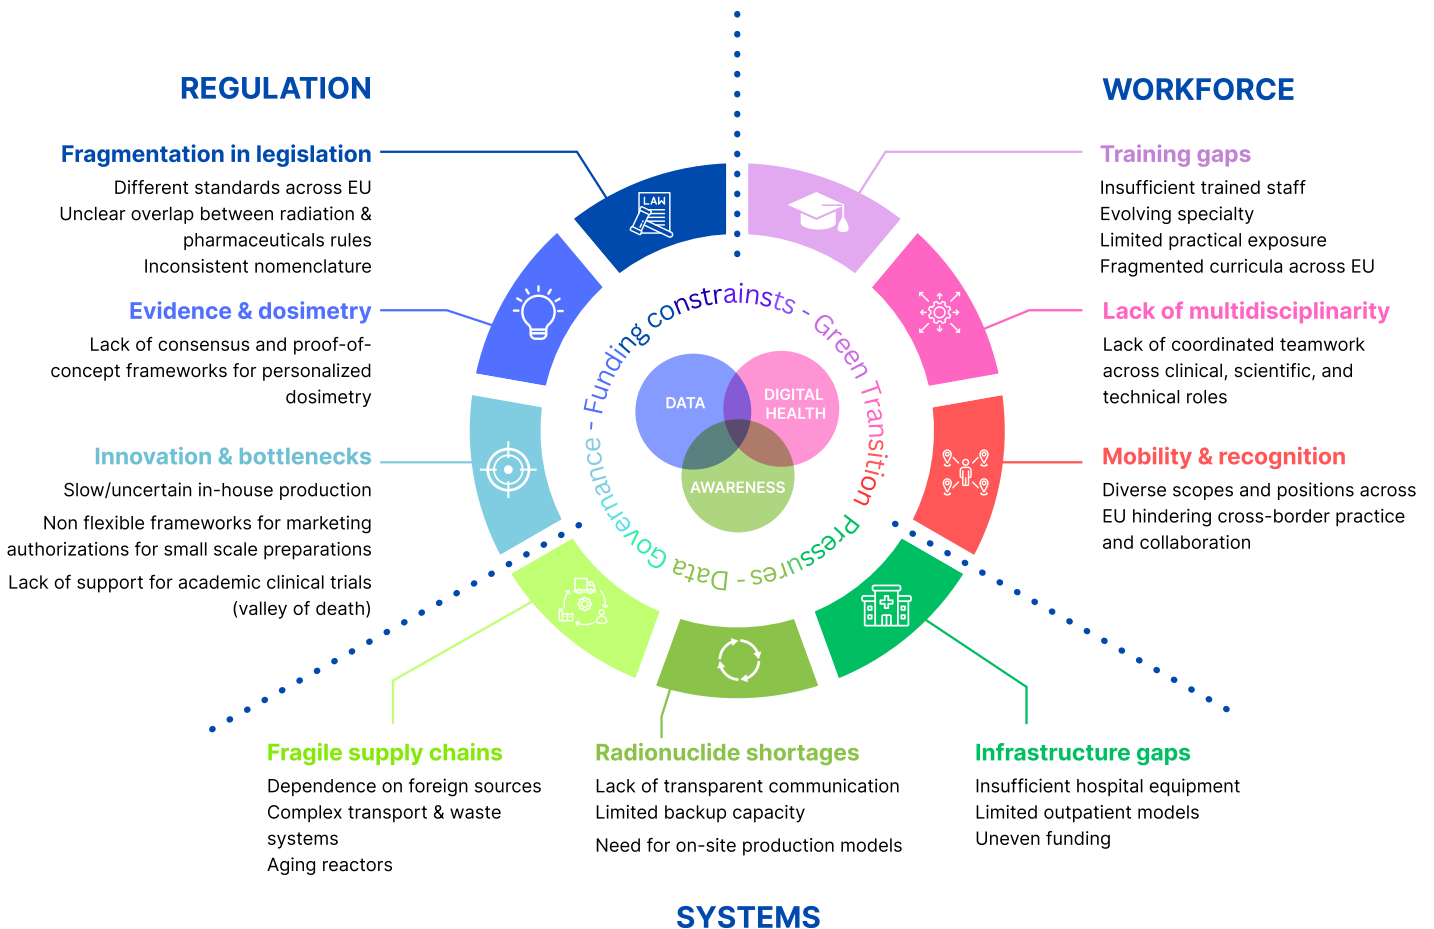 REGULATION
Fragmentation in legislation
Different standards across EU
Unclear overlap between radiation &
pharmaceuticals rules
Inconsistent nomenclature
Evidence & dosimetry
Lack of consensus and proof-of-
concept frameworks for personalized
dosimetry
Innovation & bottlenecks
Slow/uncertain in-house production
Non flexible frameworks for marketing
authorizations for small scale preparations
Lack of support for academic clinical trials
(valley of death)
WORKFORCE
Training gaps
Insufficient trained staff
Evolving specialty
Limited practical exposure
Fragmented curricula across EU
Lack of multidisciplinarity
Lack of coordinated teamwork
across clinical, scientific, and
technical roles
Mobility & recognition
Diverse scopes and positions across
EU hindering cross-border practice
and collaboration
LAW
- Funding constrainsts - Green Transition Pressures - Data Governance
DATA
DIGITAL
HEALTH
AWARENESS
Fragile supply chains
Dependence on foreign sources
Complex transport & waste
systems
Aging reactors
Radionuclide shortages
Lack of transparent communication
Limited backup capacity
Need for on-site production models
Infrastructure gaps
Insufficient hospital equipment
Limited outpatient models
Uneven funding
SYSTEMS